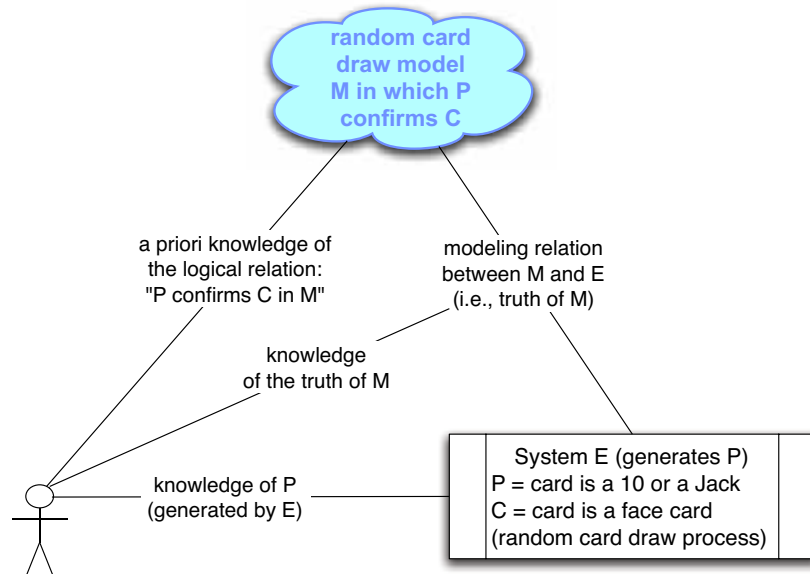 random card
draw model
M in which P
confirms C
a priori knowledge of
the logical relation:
"P confirms C in M"
modeling relation
between M and E
(i.e., truth of M)
knowledge
of the truth of M
knowledge of P
(generated by E)
System E (generates P)
P = card is a 10 or a Jack
C = card is a face card
(random card draw process)